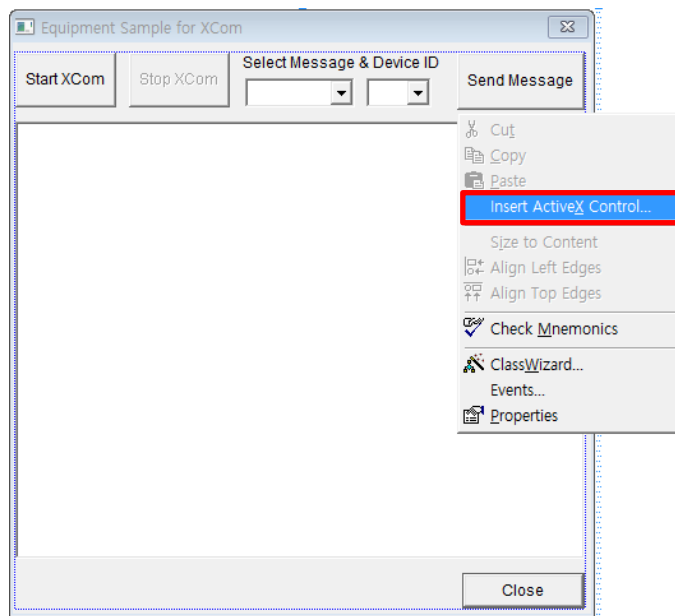 Equipment Sample for XCom
Select Message & Device ID
Start XCom
Stop XCom
Send Message
Cut
Copy
Paste
Insert ActiveX Control...
Size to Content
Align Left Edges
Align Top Edges
Check Mnemonics
ClassWizard...
Events...
Properties
Close